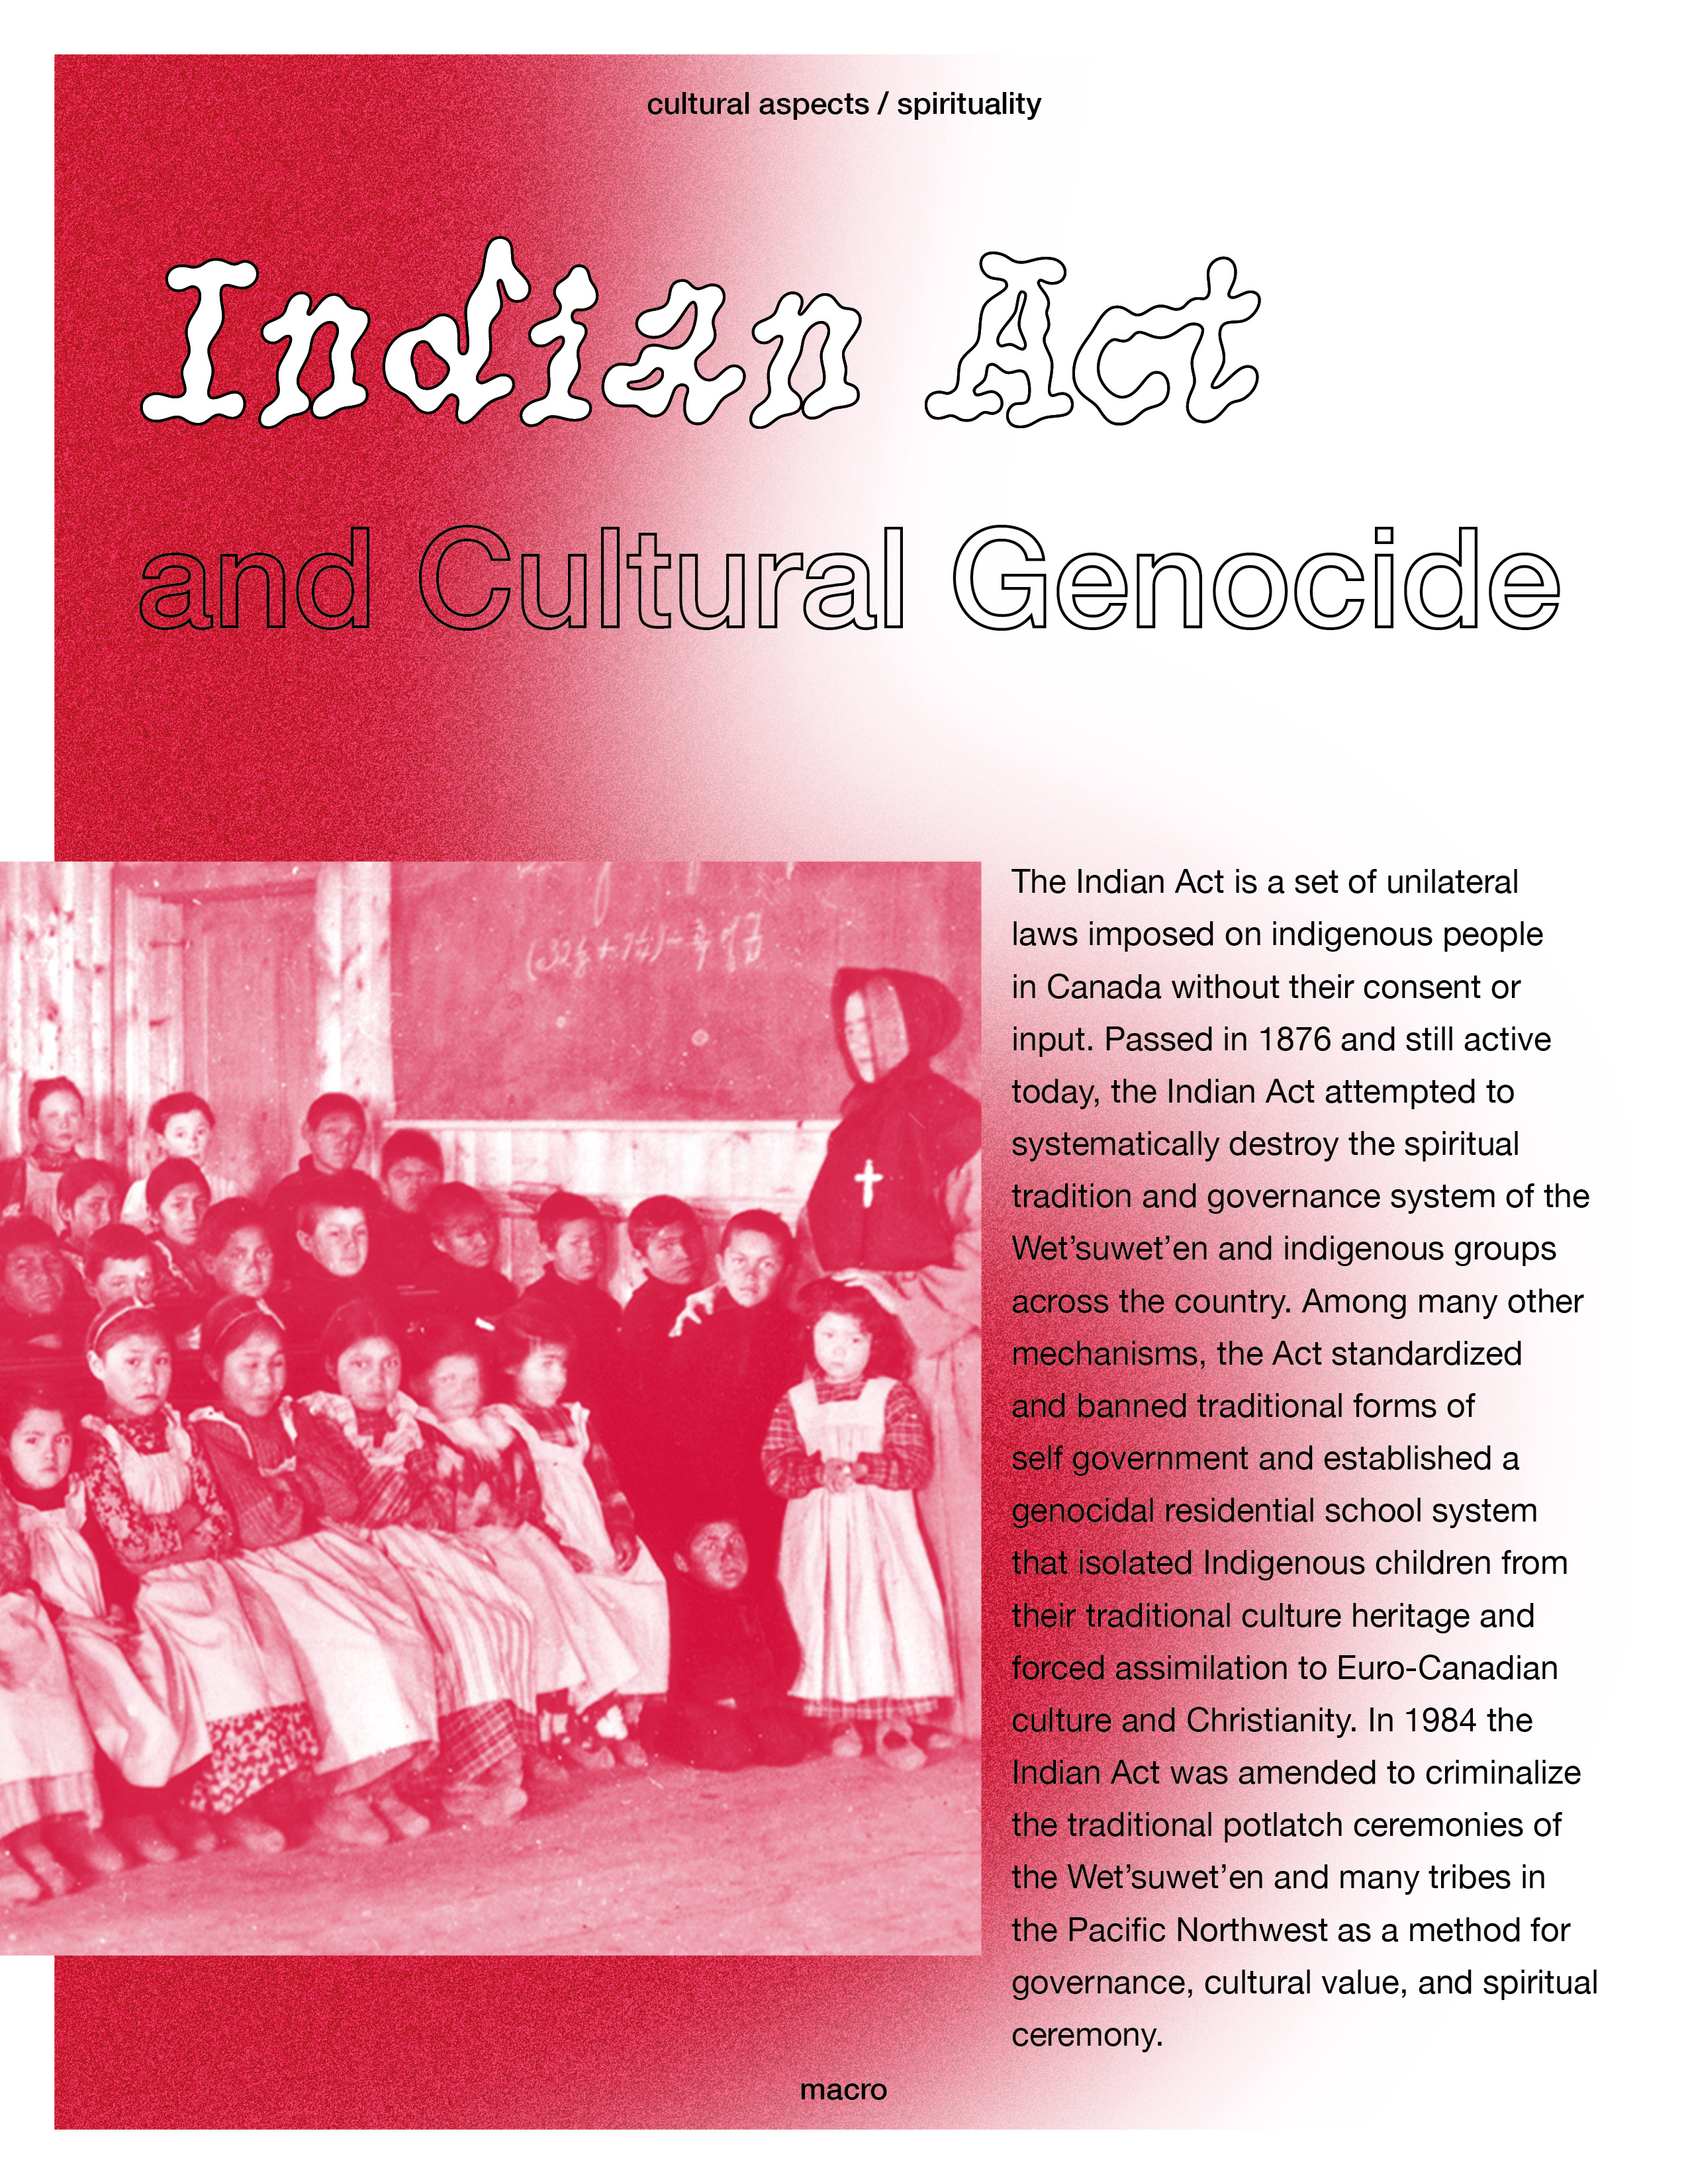 cultural aspects / spirituality
Indian Act
and Cultural Genocide
The Indian Act is a set of unilateral
laws imposed on indigenous people
in Canada without their consent or
input. Passed in 1876 and still active
today, the Indian Act attempted to
systematically destroy the spiritual
tradition and governance system of the
Wet’suwet’en and indigenous groups
across the country. Among many other
mechanisms, the Act standardized
and banned traditional forms of
self government and established a
genocidal residential school system
that isolated Indigenous children from
their traditional culture heritage and
forced assimilation to Euro-Canadian
culture and Christianity. In 1984 the
Indian Act was amended to criminalize
the traditional potlatch ceremonies of
the Wet’suwet’en and many tribes in
the Pacific Northwest as a method for
governance, cultural value, and spiritual
ceremony.
macro